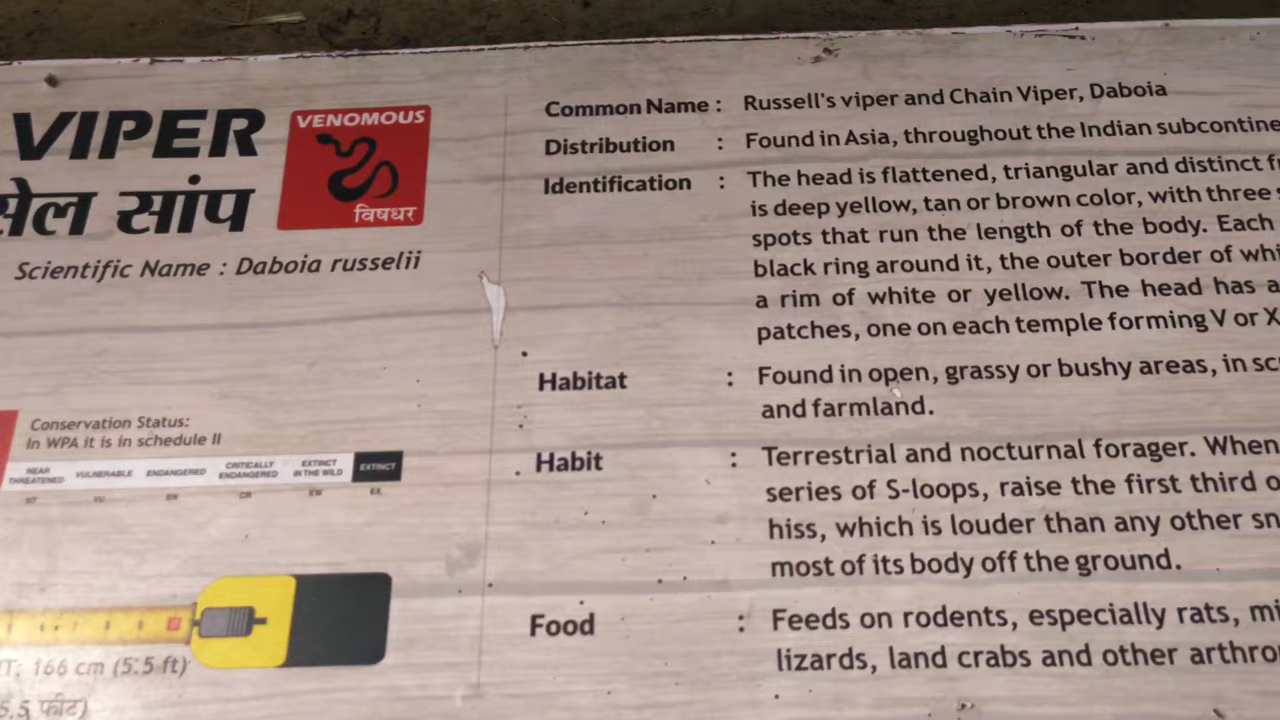 VIPER
VENOMOUS
सांप
विषधर
Scientific Name : Daboia russelii
Conservation Status:
In WPA it is in schedule II
NEAR THREATENED
VULNERABLE
ENDANGERED
CRITICALLY ENDANGERED
EXTINCT IN THE WILD
EXTINCT
NT VU EN CR EW EX
166 cm (5.5 ft)
5.5 फीट)
Common Name : Russell's viper and Chain Viper, Daboia
Distribution : Found in Asia, throughout the Indian
Identification : The head is flattened, triangular and distinct
is deep yellow, tan or brown color, with three
spots that run the length of the body. Each
black ring around it, the outer border of
a rim of white or yellow. The head has a
patches, one on each temple forming V or X
Habitat : Found in open, grassy or bushy areas, in
and farmland.
Habit : Terrestrial and nocturnal forager. When
series of S-loops, raise the first third
hiss, which is louder than any other
most of its body off the ground.
Food : Feeds on rodents, especially rats,
lizards, land crabs and other